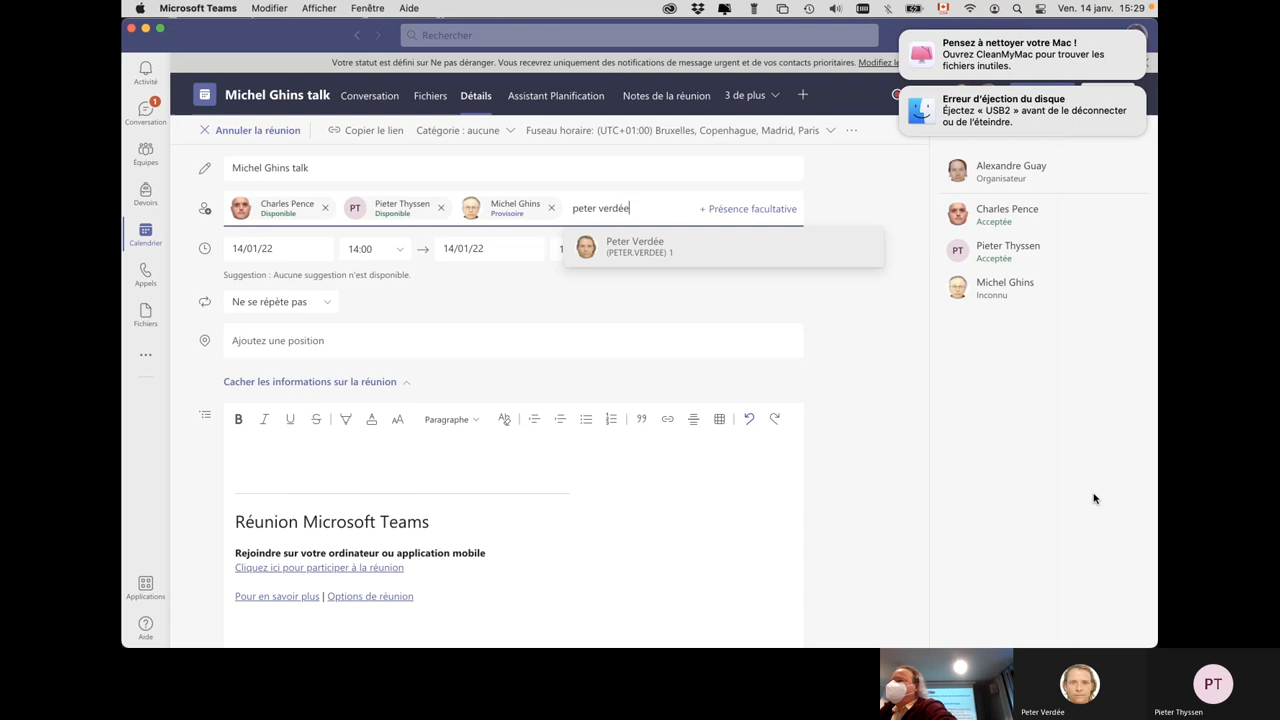 Microsoft Teams Modifier Afficher Fenêtre Aide
Ven. 14 janv. 15:29
Rechercher
Pensez à nettoyer votre Mac !
Ouvrez CleanMyMac pour trouver les
fichiers inutiles.
Votre statut est défini sur Ne pas déranger. Vous recevrez uniquement des notifications de message urgent et de vos contacts prioritaires. Modifiez le
Erreur d'éjection du disque
Éjectez « USB2 » avant de le déconnecter
ou de l'éteindre.
Michel Ghins talk Conversation Fichiers Détails Assistant Planification Notes de la réunion 3 de plus
Activité
1
Conversation
Équipes
Devoirs
Calendrier
Appels
Fichiers
Applications
Aide
Annuler la réunion Copier le lien Catégorie : aucune Fuseau horaire: (UTC+01:00) Bruxelles, Copenhague, Madrid, Paris
Michel Ghins talk
Charles Pence
Disponible
PT
Pieter Thyssen
Disponible
Michel Ghins
Provisoire
peter verdée
+ Présence facultative
Peter Verdée
(PETER.VERDEE) 1
14/01/22 14:00 14/01/22 1
Suggestion : Aucune suggestion n'est disponible.
Ne se répète pas
Ajoutez une position
Cacher les informations sur la réunion
Paragraphe
Réunion Microsoft Teams
Rejoindre sur votre ordinateur ou application mobile
Cliquez ici pour participer à la réunion
Pour en savoir plus | Options de réunion
Alexandre Guay
Organisateur
Charles Pence
Acceptée
PT
Pieter Thyssen
Acceptée
Michel Ghins
Inconnu
Peter Verdée
PT
Pieter Thyssen